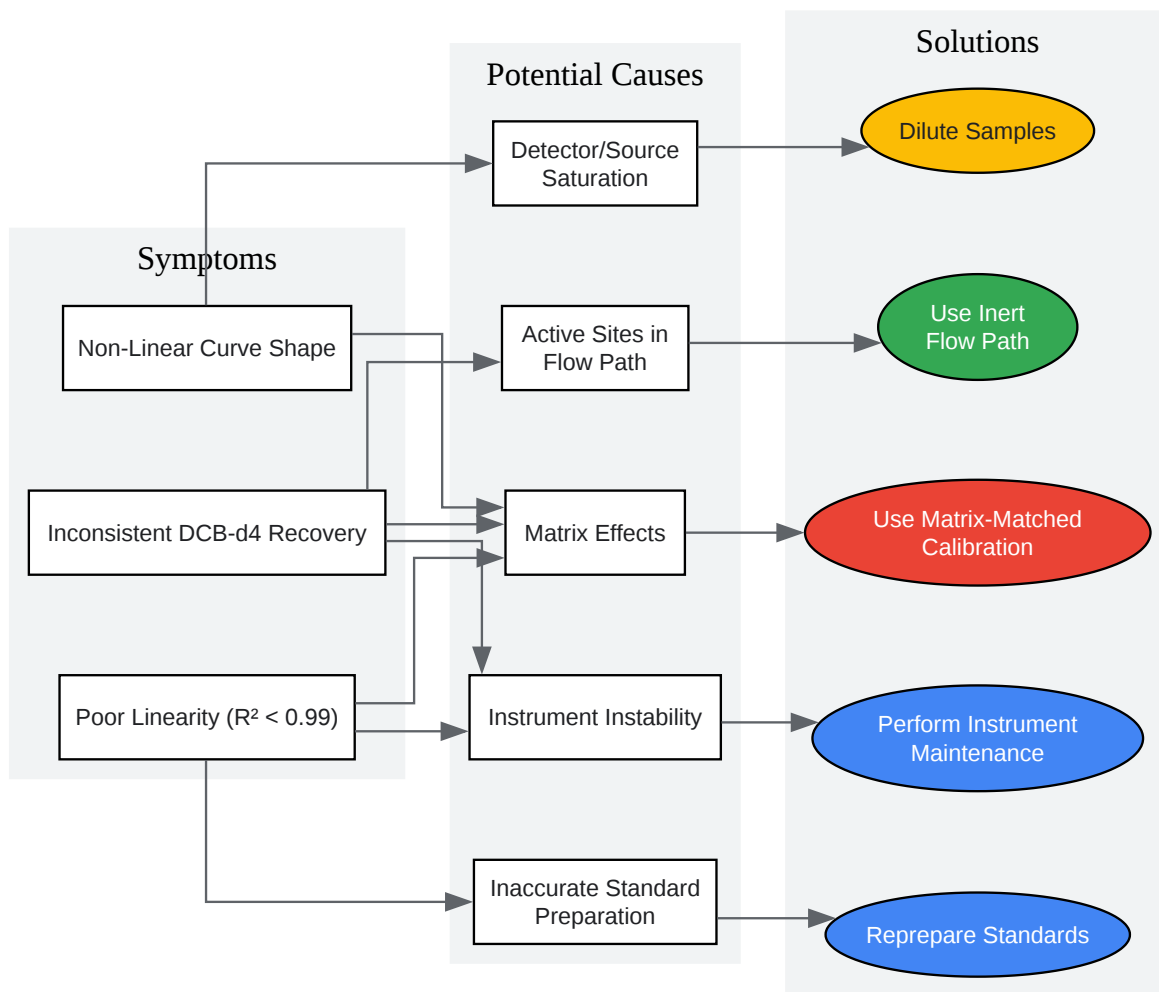 Symptoms
Non-Linear Curve Shape
Inconsistent DCB-d4 Recovery
Poor Linearity (R² < 0.99)
Potential Causes
Detector/Source
Saturation
Active Sites in
Flow Path
Matrix Effects
Instrument Instability
Inaccurate Standard
Preparation
Solutions
Dilute Samples
Use Inert
Flow Path
Use Matrix-Matched
Calibration
Perform Instrument
Maintenance
Reprepare Standards